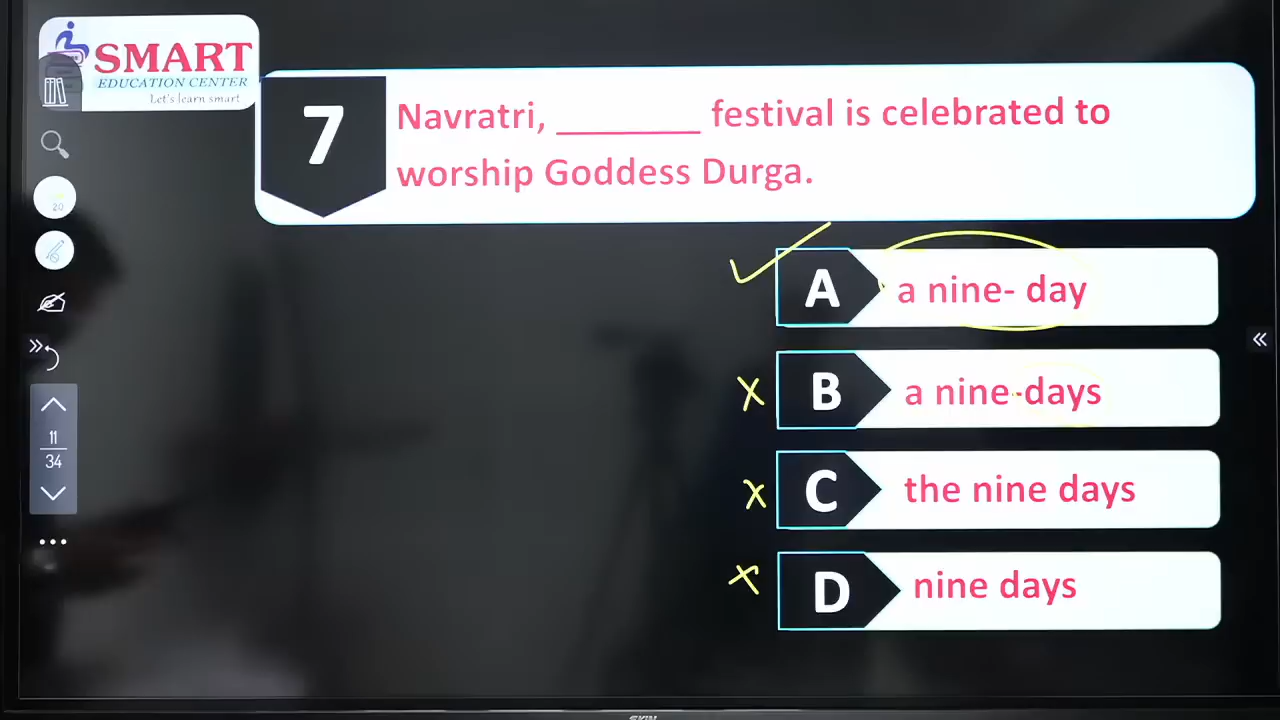 SMART
EDUCATION CENTER
Let's learn smart
7
Navratri, ________ festival is celebrated to
worship Goddess Durga.
A
a nine- day
B
a nine-days
C
the nine days
D
nine days
20
11
34